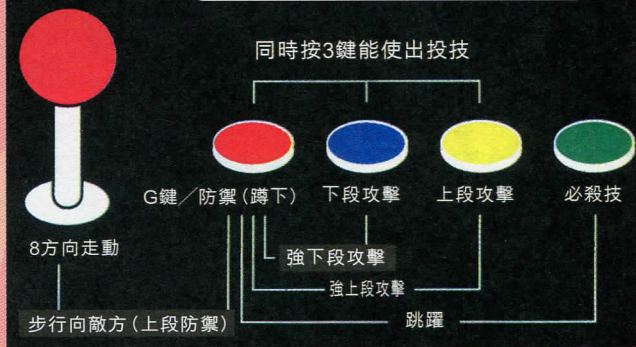 同時按3鍵能使出投技
G鍵／防禦(蹲下) 下段攻擊 上段攻擊 必殺技
8方向走動
強下段攻擊
強上段攻擊
步行向敵方(上段防禦) 跳躍